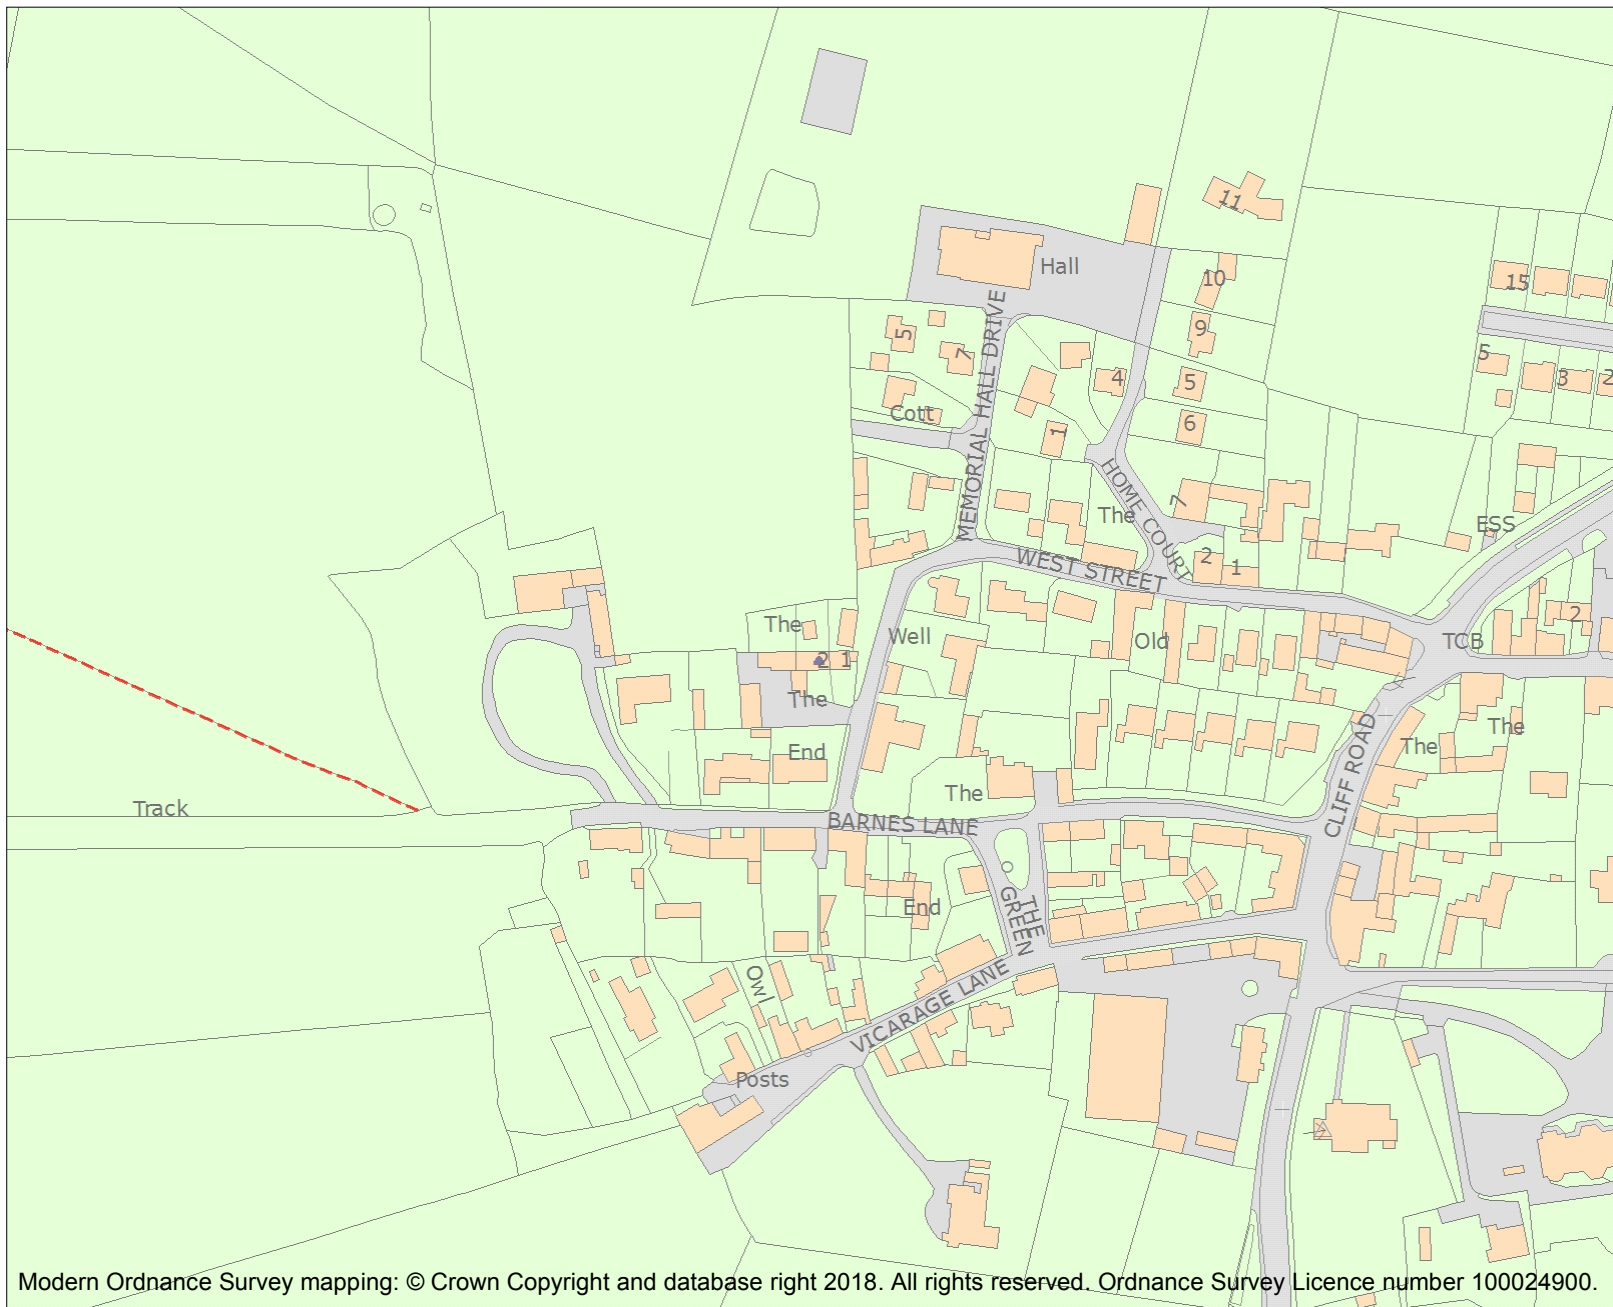 11
Hall
10
15
9
5
7
MEMORIAL HALL DRIVE
5
4
5
3
2
Cott
1
6
HOME COURT
7
The
ESS
WEST STREET
2
1
The
Well
Old
TCB
2
2
1
The
CLIFF ROAD
The
The
End
The
Track
BARNES LANE
THE GREEN
End
Owl
VICARAGE LANE
Posts
Modern Ordnance Survey mapping: © Crown Copyright and database right 2018. All rights reserved. Ordnance Survey Licence number 100024900.